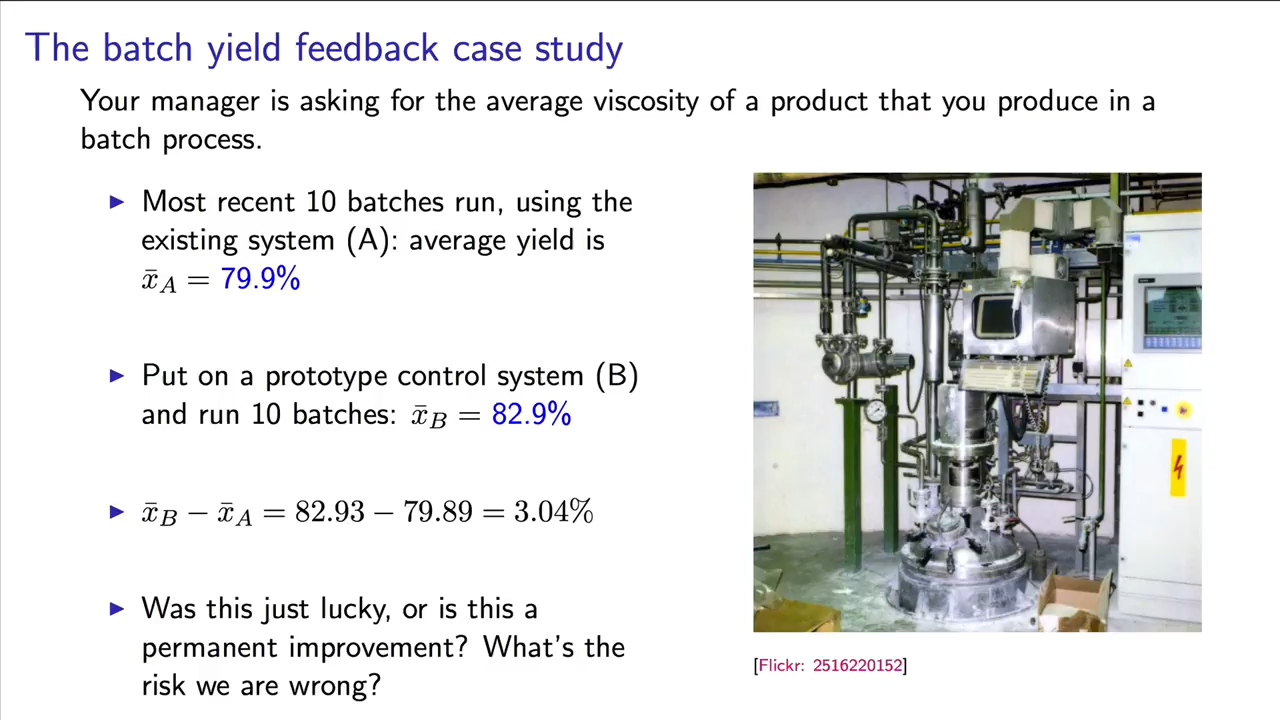 The batch yield feedback case study
Your manager is asking for the average viscosity of a product that you produce in a
batch process.
▶ Most recent 10 batches run, using the
existing system (A): average yield is
x̄_A = 79.9%
▶ Put on a prototype control system (B)
and run 10 batches: x̄_B = 82.9%
▶ x̄_B − x̄_A = 82.93 − 79.89 = 3.04%
▶ Was this just lucky, or is this a
permanent improvement? What's the
risk we are wrong?
[Flickr: 2516220152]